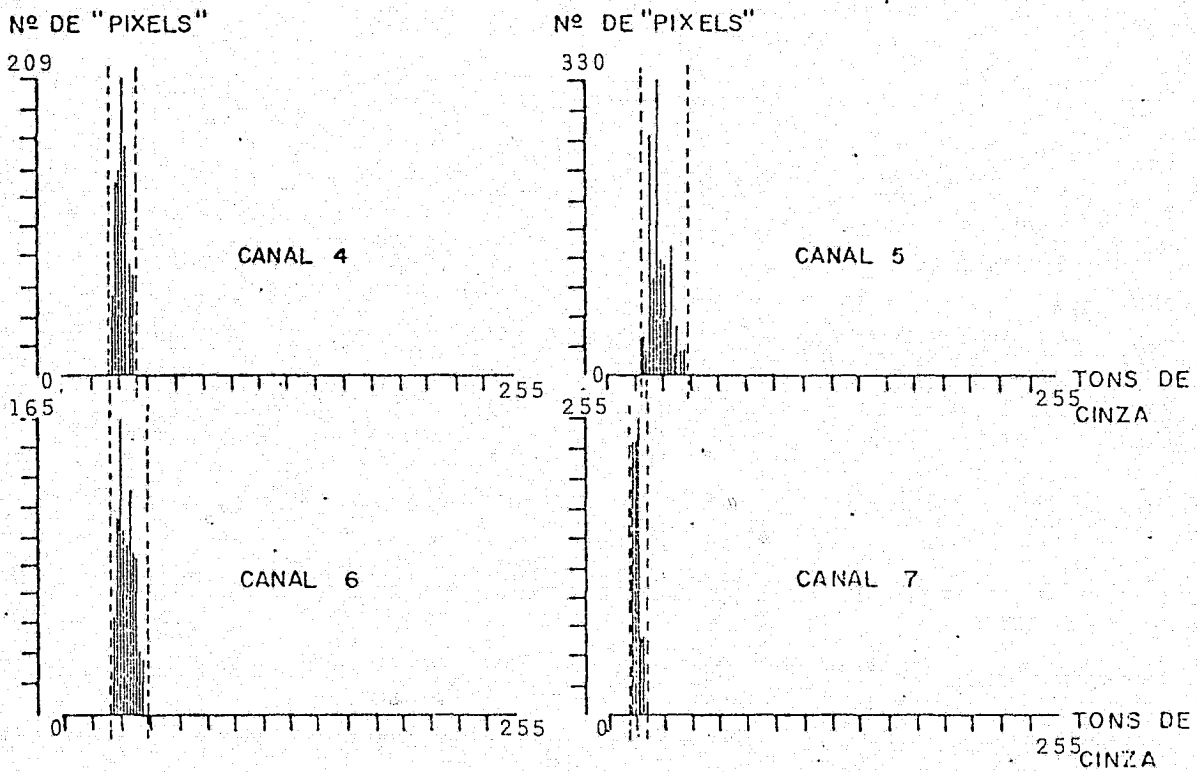 Nº DE "PIXELS"
209
CANAL 4
0
255
Nº DE "PIXELS"
330
CANAL 5
0
255
TONS DE
CINZA
165
CANAL 6
0
255
255
CANAL 7
0
255
TONS DE
CINZA